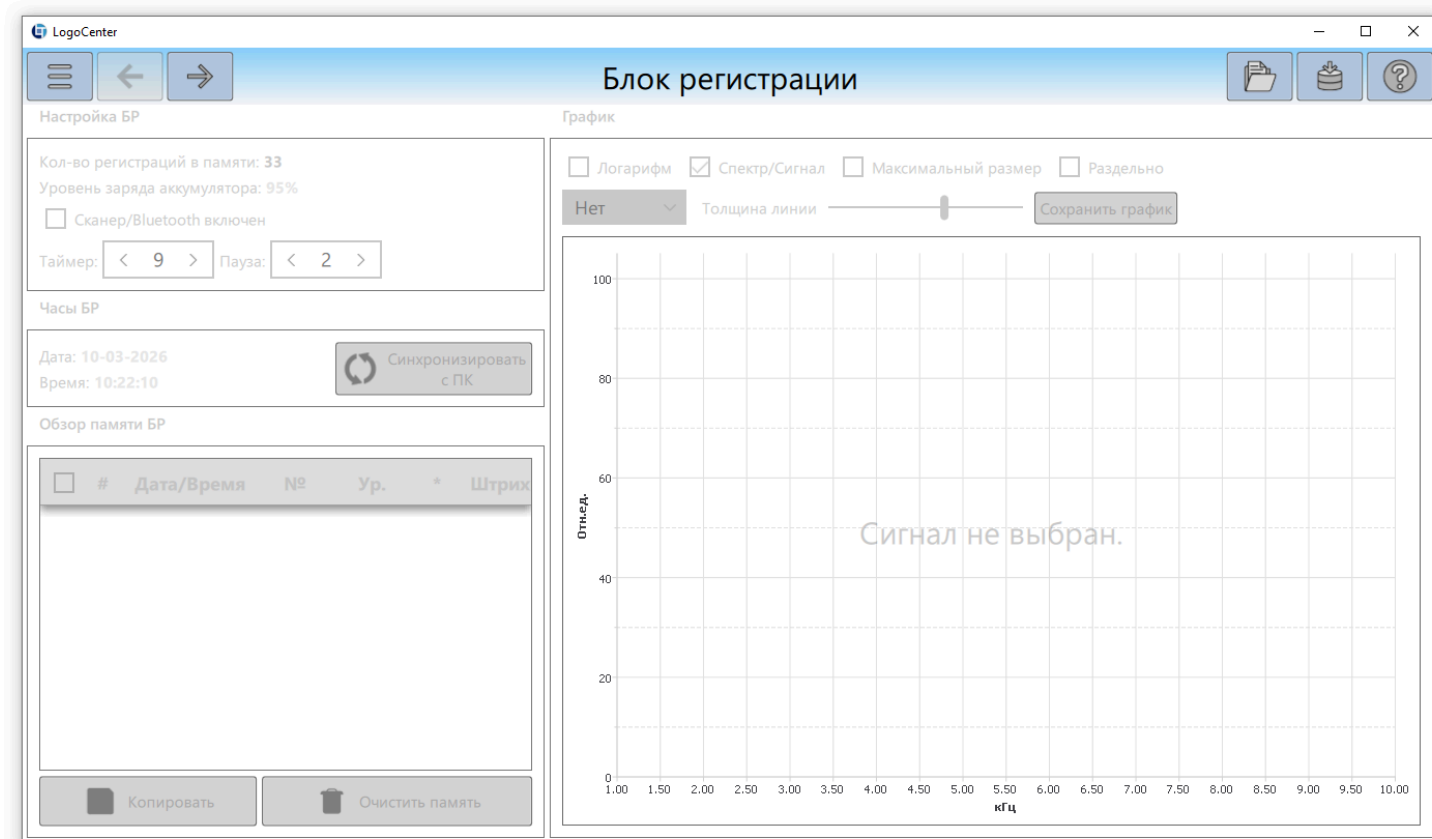 LogoCenter
Блок регистрации
Настройка БР
Кол-во регистраций в памяти: 33
Уровень заряда аккумулятора: 95%
Сканер/Bluetooth включен
Таймер: < 9 > Пауза: < 2 >
Часы БР
Дата: 10-03-2026
Время: 10:22:10
Синхронизировать
с ПК
Обзор памяти БР
# Дата/Время № Ур. * Штрих
Копировать
Очистить память
График
Логарифм Спектр/Сигнал Максимальный размер Раздельно
Нет Толщина линии Сохранить график
100
80
60
40
20
0
Отн.ед.
Сигнал не выбран.
1.00 1.50 2.00 2.50 3.00 3.50 4.00 4.50 5.00 5.50 6.00 6.50 7.00 7.50 8.00 8.50 9.00 9.50 10.00
кГц